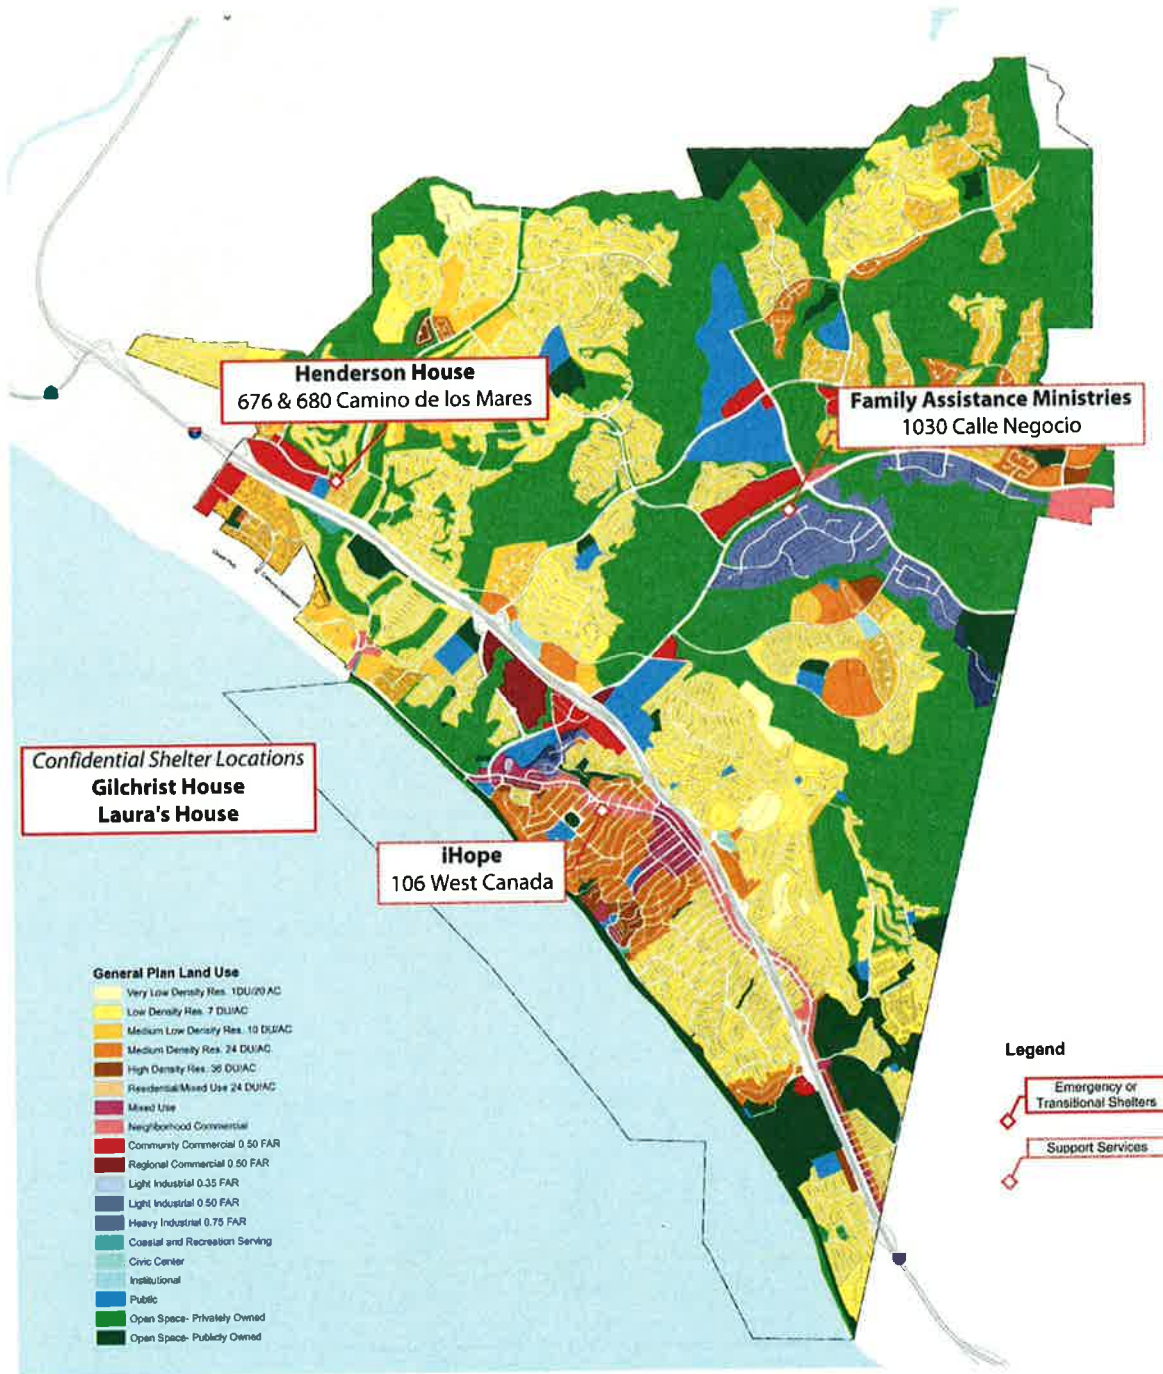 Henderson House
676 & 680 Camino de los Mares
Family Assistance Ministries
1030 Calle Negocio
Confidential Shelter Locations
Gilchrist House
Laura's House
iHope
106 West Canada
General Plan Land Use
Very Low Density Res. 1DU/20 AC
Low Density Res. 7 DU/AC
Medium Low Density Res. 10 DU/AC
Medium Density Res. 24 DU/AC
High Density Res. 36 DU/AC
Residential/Mixed Use 24 DU/AC
Mixed Use
Neighborhood Commercial
Community Commercial 0.50 FAR
Regional Commercial 0.50 FAR
Light Industrial 0.35 FAR
Light Industrial 0.50 FAR
Heavy Industrial 0.75 FAR
Coastal and Recreation Serving
Civic Center
Institutional
Public
Open Space- Privately Owned
Open Space- Publicly Owned
Legend
Emergency or
Transitional Shelters
Support Services